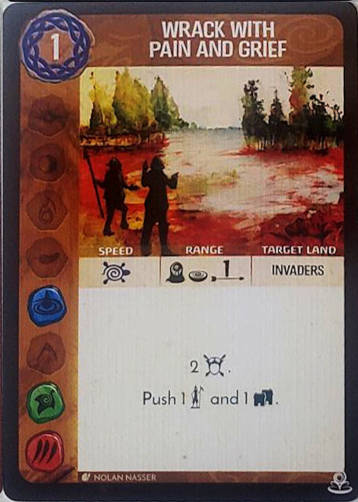 1
WRACK WITH
PAIN AND GRIEF
SPEED RANGE TARGET LAND
1 INVADERS
2 .
Push 1 and 1 .
NOLAN NASSER